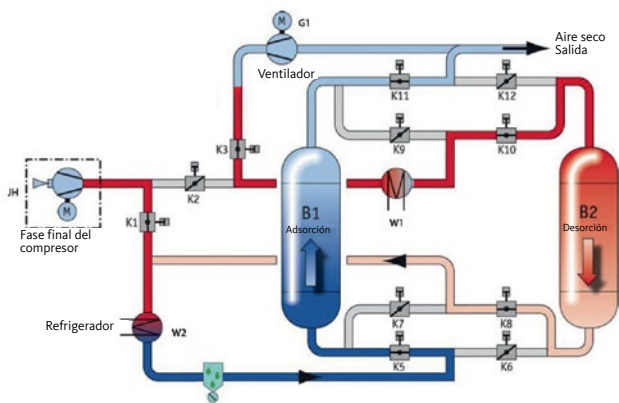 M
G1
Aire seco
Salida
Ventilador
K11
K12
K3
K9
K10
JH
M
K2
K1
Fase final del
compresor
B1
Adsorción
W1
B2
Desorción
Refrigerador
W2
K7
K8
K5
K6